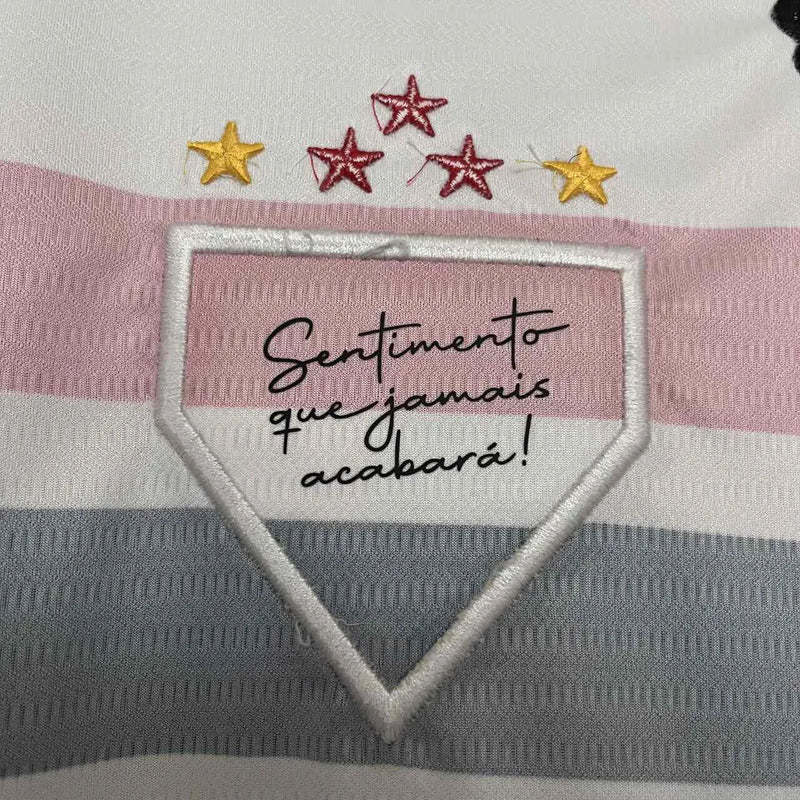 Sentimento
que jamais
acabará!